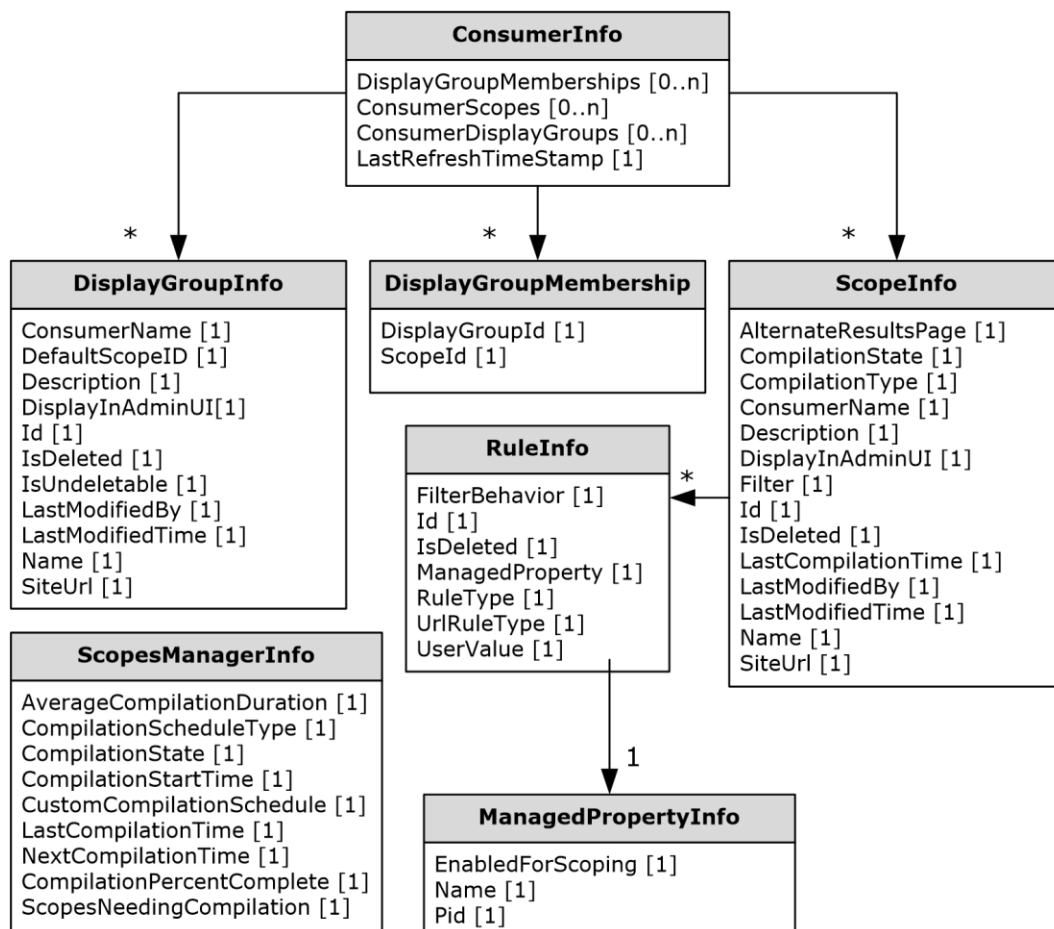 ConsumerInfo
DisplayGroupMemberships [0..n]
ConsumerScopes [0..n]
ConsumerDisplayGroups [0..n]
LastRefreshTimeStamp [1]
*
*
*
DisplayGroupInfo
ConsumerName [1]
DefaultScopeID [1]
Description [1]
DisplayInAdminUI[1]
Id [1]
IsDeleted [1]
IsUndeletable [1]
LastModifiedBy [1]
LastModifiedTime [1]
Name [1]
SiteUrl [1]
DisplayGroupMembership
DisplayGroupId [1]
ScopeId [1]
ScopeInfo
AlternateResultsPage [1]
CompilationState [1]
CompilationType [1]
ConsumerName [1]
Description [1]
DisplayInAdminUI [1]
Filter [1]
Id [1]
IsDeleted [1]
LastCompilationTime [1]
LastModifiedBy [1]
LastModifiedTime [1]
Name [1]
SiteUrl [1]
*
RuleInfo
FilterBehavior [1]
Id [1]
IsDeleted [1]
ManagedProperty [1]
RuleType [1]
UrlRuleType [1]
UserValue [1]
1
ScopesManagerInfo
AverageCompilationDuration [1]
CompilationScheduleType [1]
CompilationState [1]
CompilationStartTime [1]
CustomCompilationSchedule [1]
LastCompilationTime [1]
NextCompilationTime [1]
CompilationPercentComplete [1]
ScopesNeedingCompilation [1]
ManagedPropertyInfo
EnabledForScoping [1]
Name [1]
Pid [1]